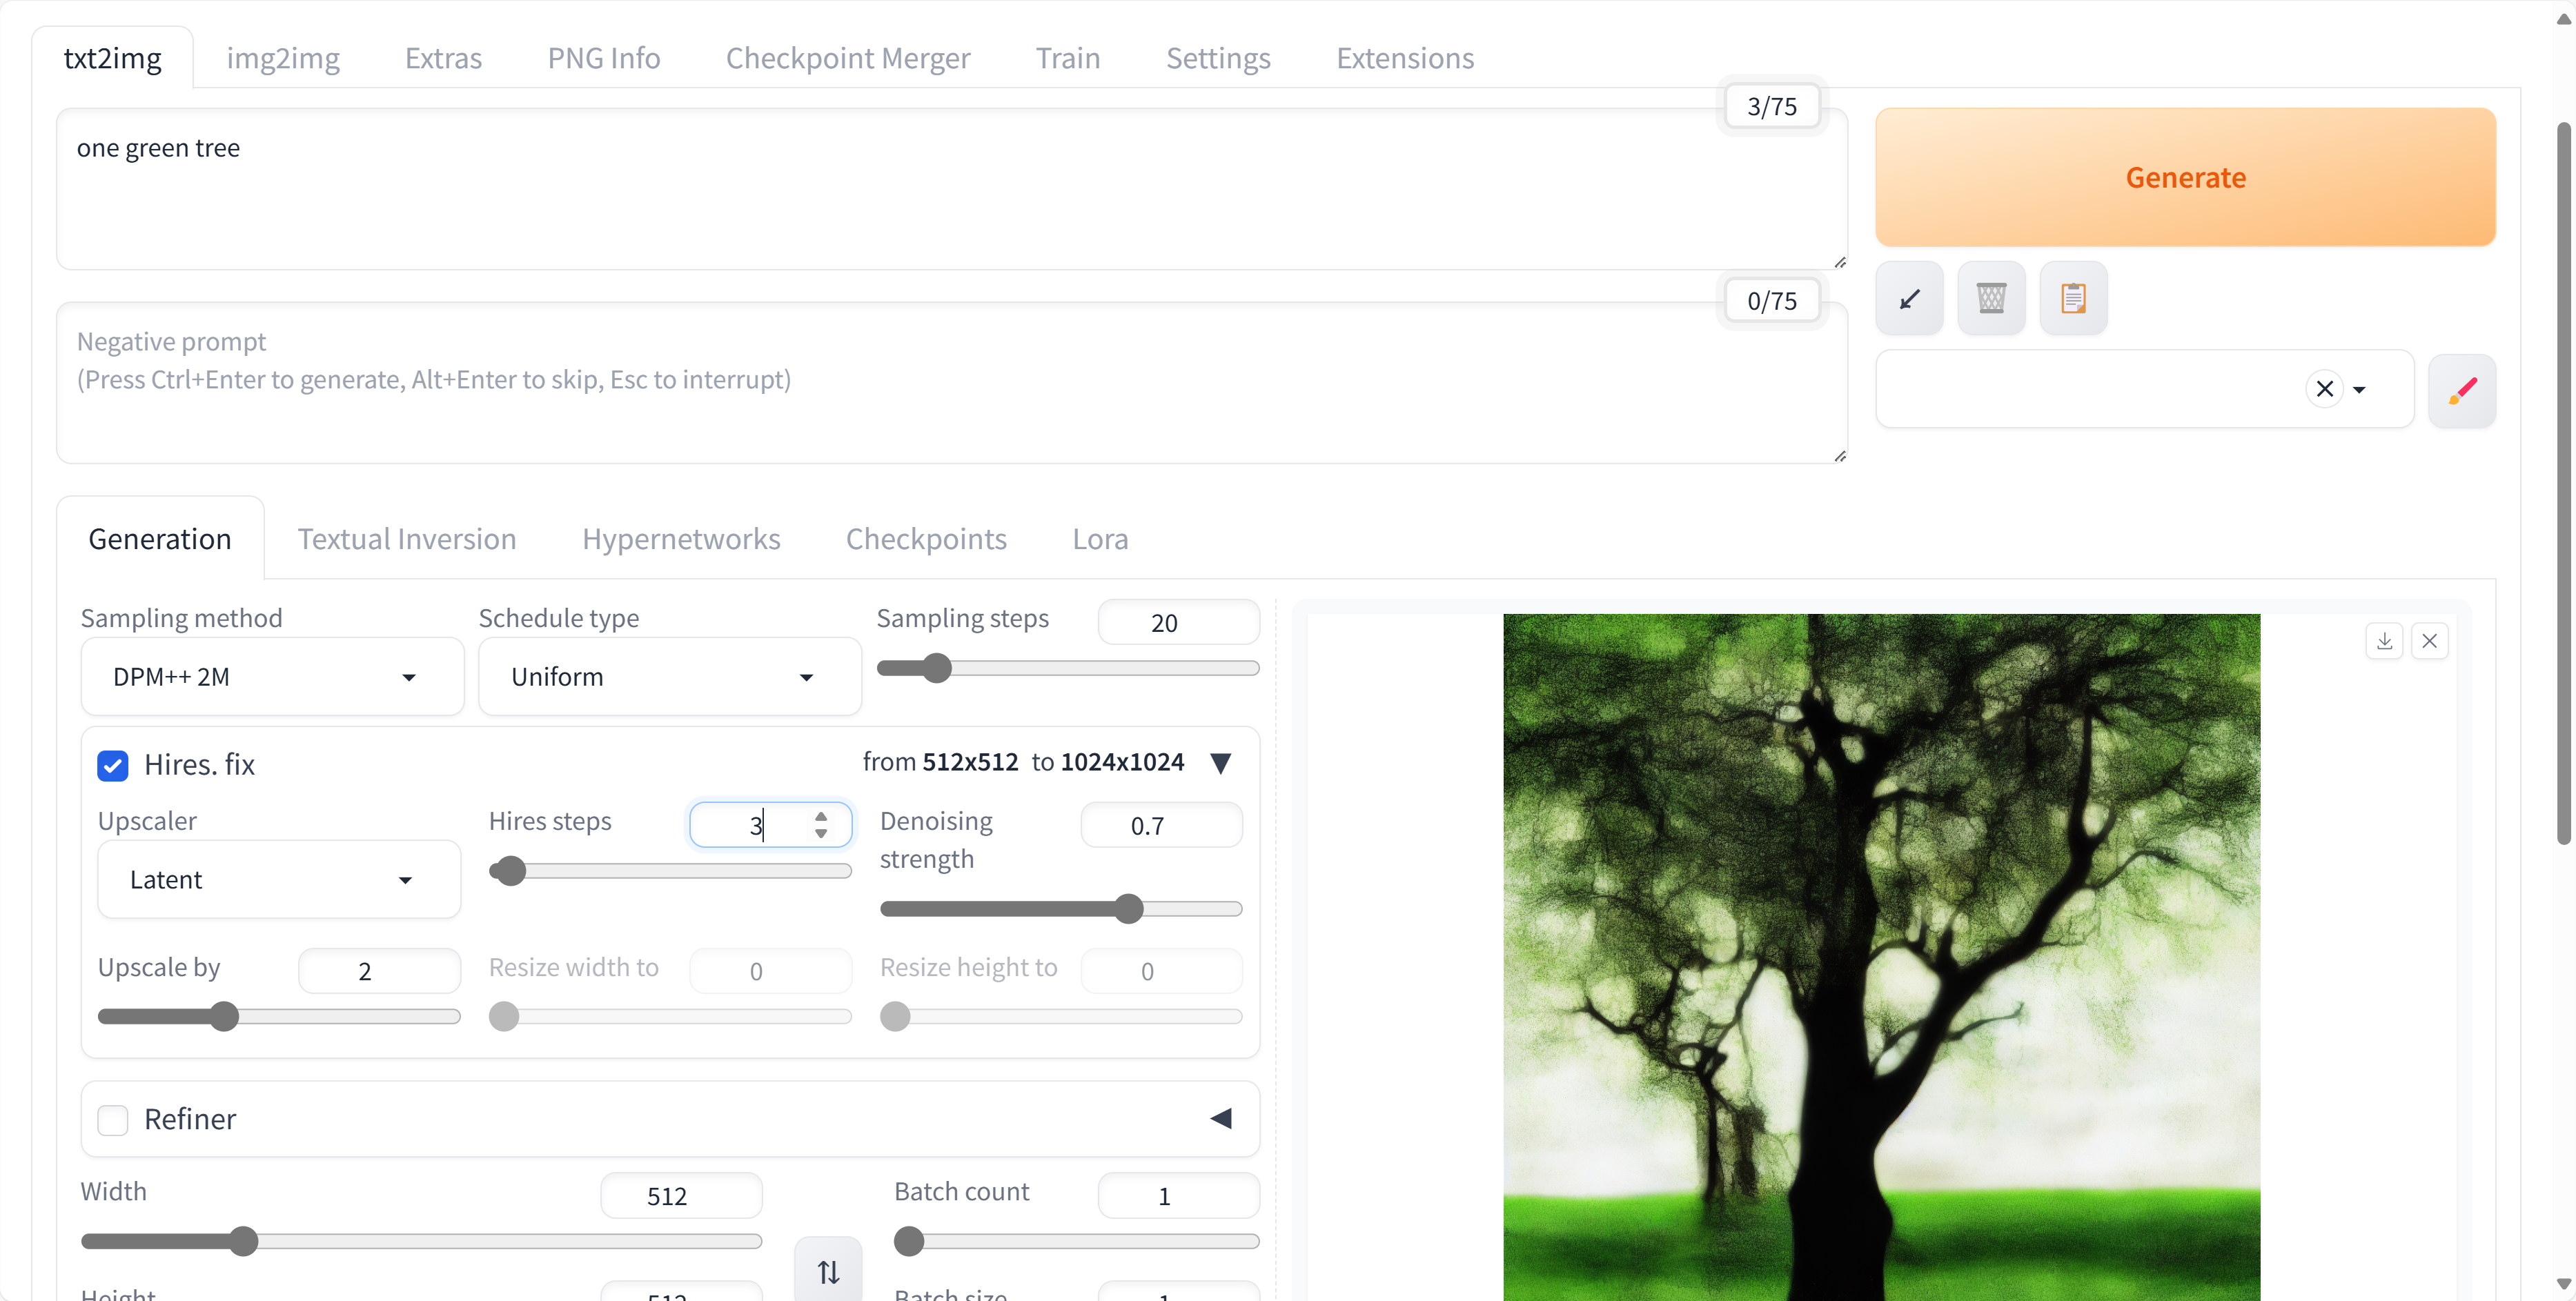 txt2img img2img Extras PNG Info Checkpoint Merger Train Settings Extensions
3/75
one green tree
Generate
0/75
Negative prompt
(Press Ctrl+Enter to generate, Alt+Enter to skip, Esc to interrupt)
Generation Textual Inversion Hypernetworks Checkpoints Lora
Sampling method Schedule type Sampling steps 20
DPM++ 2M Uniform
Hires. fix from 512x512 to 1024x1024
Upscaler Hires steps 3 Denoising strength 0.7
Latent
Upscale by 2 Resize width to 0 Resize height to 0
Refiner
Width 512 Batch count 1
Height 512 Batch size 1